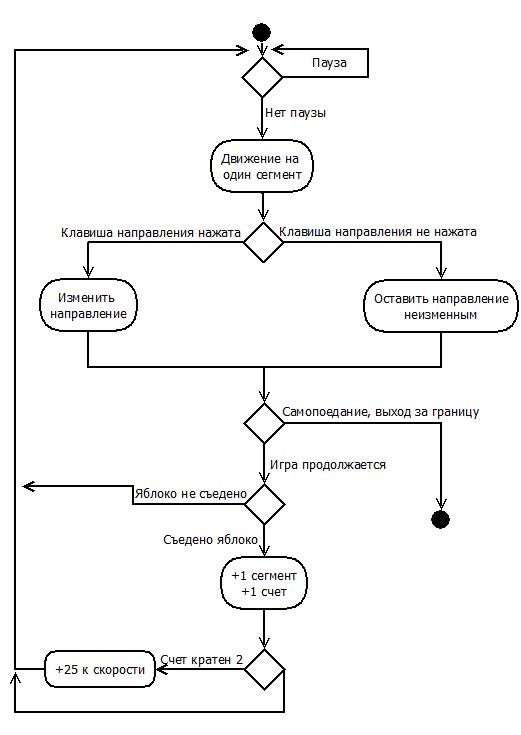 Пауза
Нет паузы
Движение на
один сегмент
Клавиша направления нажата
Клавиша направления не нажата
Изменить
направление
Оставить направление
неизменным
Самопоедание, выход за границу
Игра продолжается
Яблоко не съедено
Съедено яблоко
+1 сегмент
+1 счет
Счет кратен 2
+25 к скорости